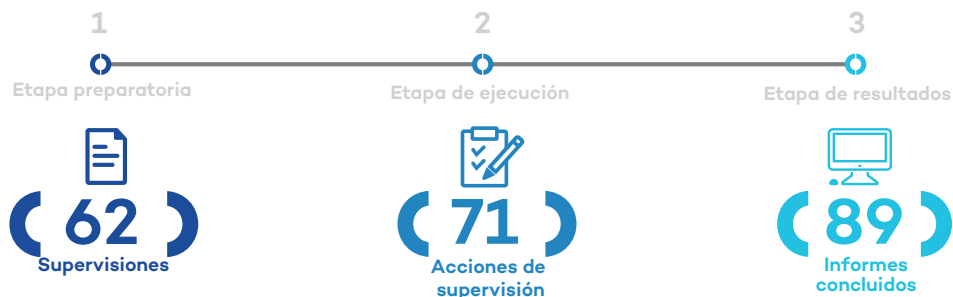 1
2
3
Etapa preparatoria
Etapa de ejecución
Etapa de resultados
62
71
89
Supervisiones
Acciones de
supervisión
Informes
concluidos